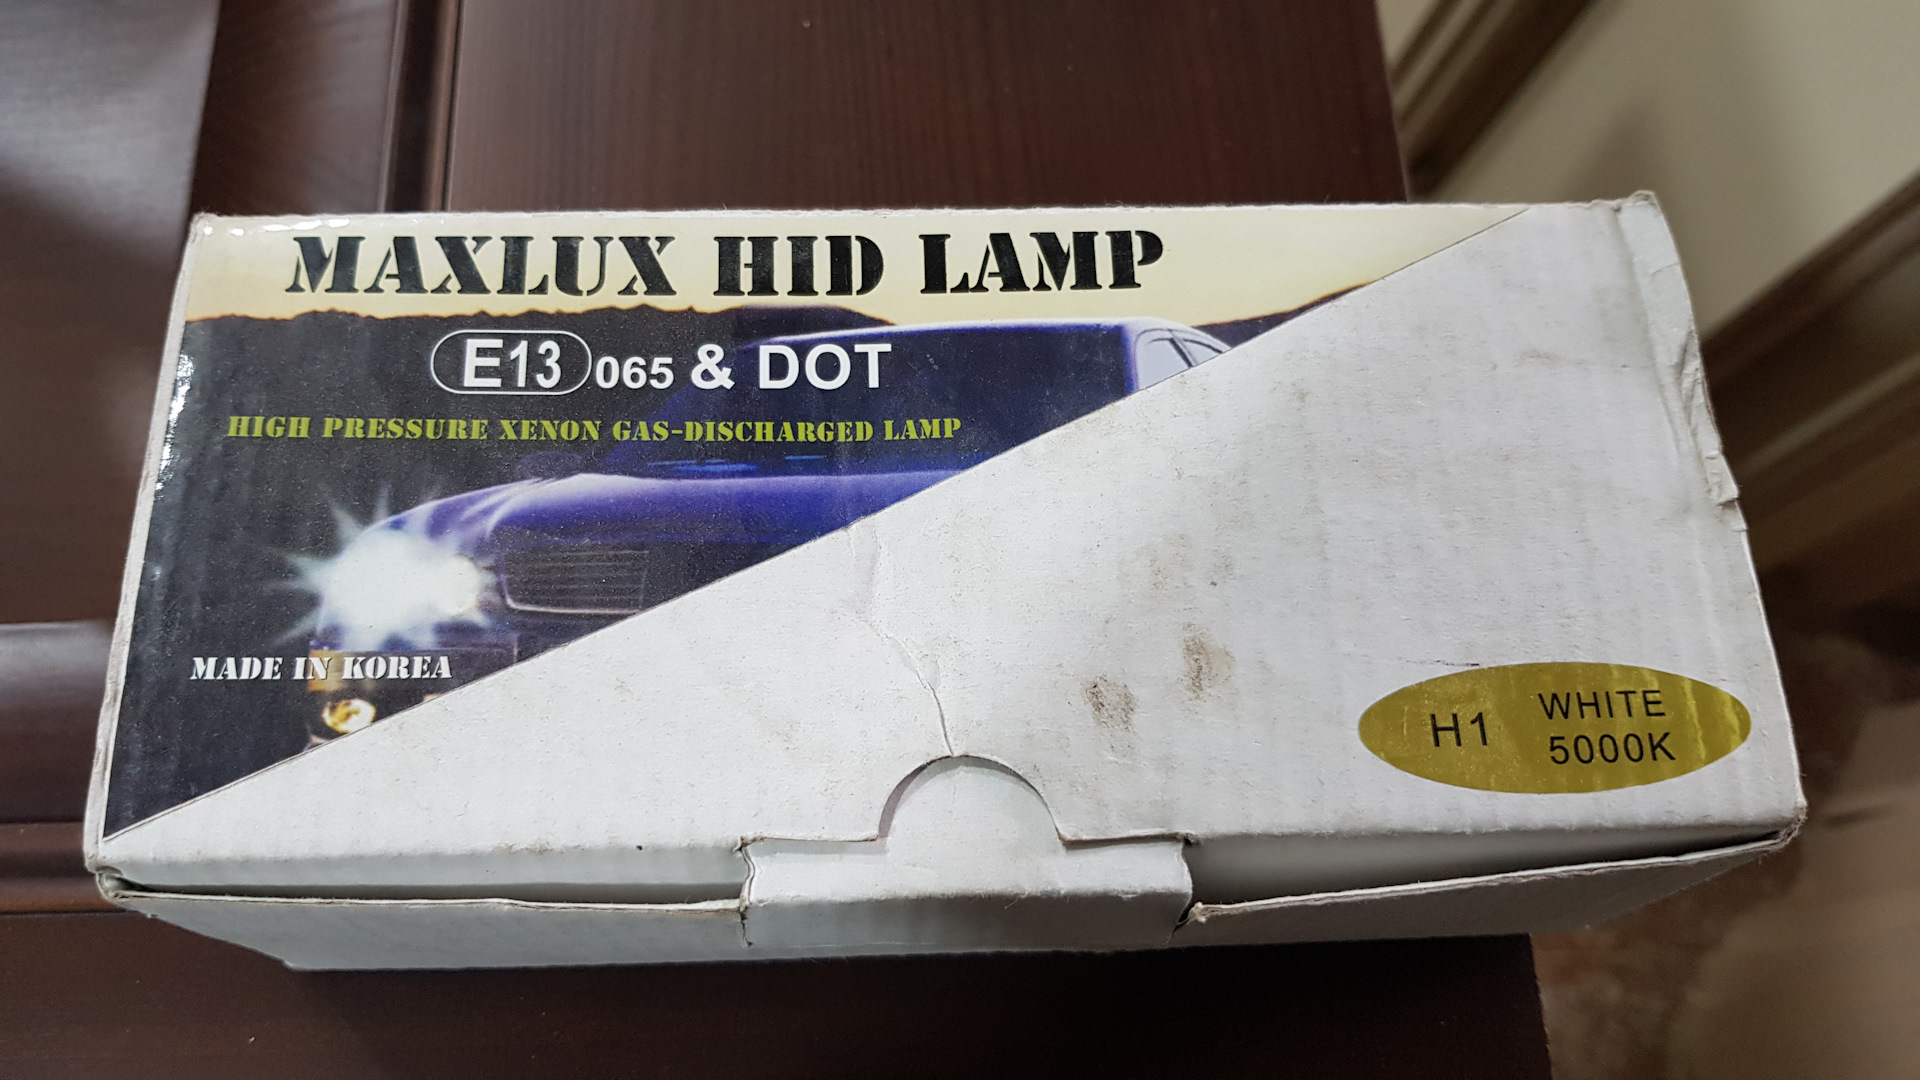 MAXLUX HID LAMP
E13 065 & DOT
HIGH PRESSURE XENON GAS-DISCHARGED LAMP
MADE IN KOREA
H1 WHITE
5000K